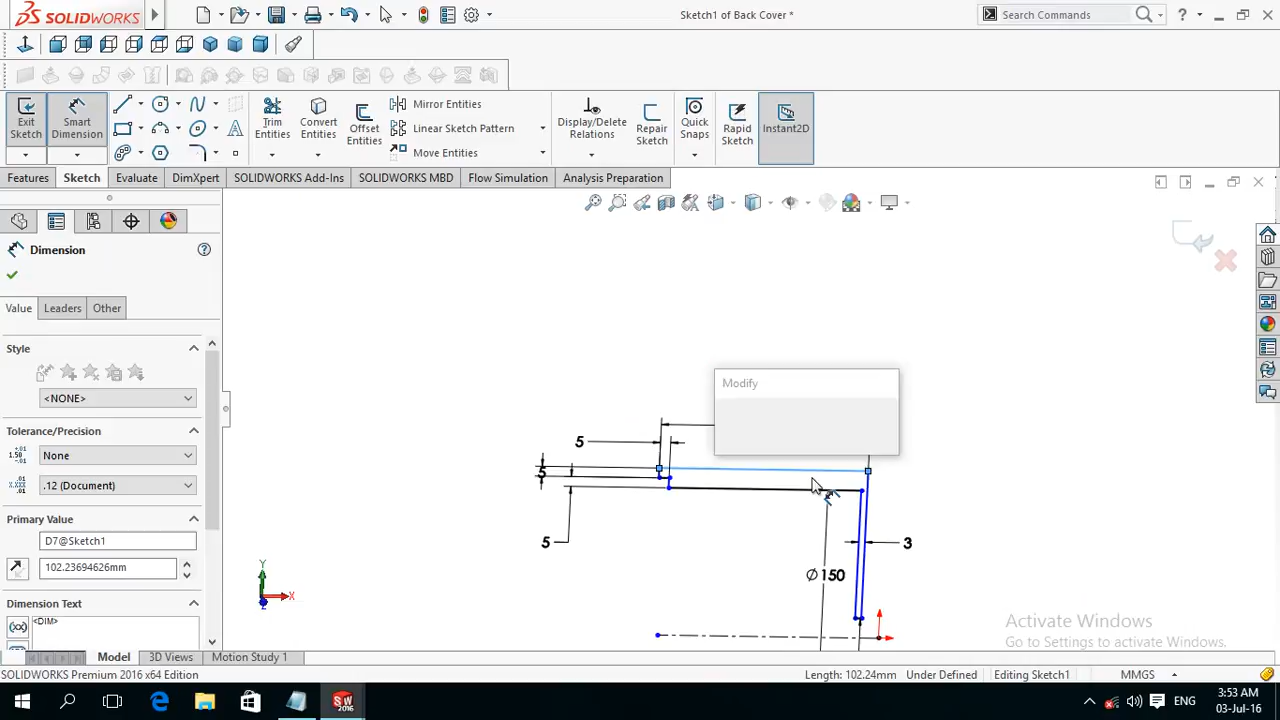 SOLIDWORKS
Sketch1 of Back Cover *
Search Commands
?
Exit Sketch
Smart Dimension
Trim Entities
Convert Entities
Offset Entities
Mirror Entities
Linear Sketch Pattern
Move Entities
Display/Delete Relations
Repair Sketch
Quick Snaps
Rapid Sketch
Instant2D
Features
Sketch
Evaluate
DimXpert
SOLIDWORKS Add-Ins
SOLIDWORKS MBD
Flow Simulation
Analysis Preparation
Dimension
?
Value
Leaders
Other
Style
<NONE>
Tolerance/Precision
None
.12 (Document)
Primary Value
D7@Sketch1
102.23694626mm
Dimension Text
<DIM>
Modify
5
5
5
3
Ø150
Y
X
Activate Windows
Go to Settings to activate Windows.
Model
3D Views
Motion Study 1
SOLIDWORKS Premium 2016 x64 Edition
Length: 102.24mm
Under Defined
Editing Sketch1
MMGS
ENG
3:53 AM
03-Jul-16